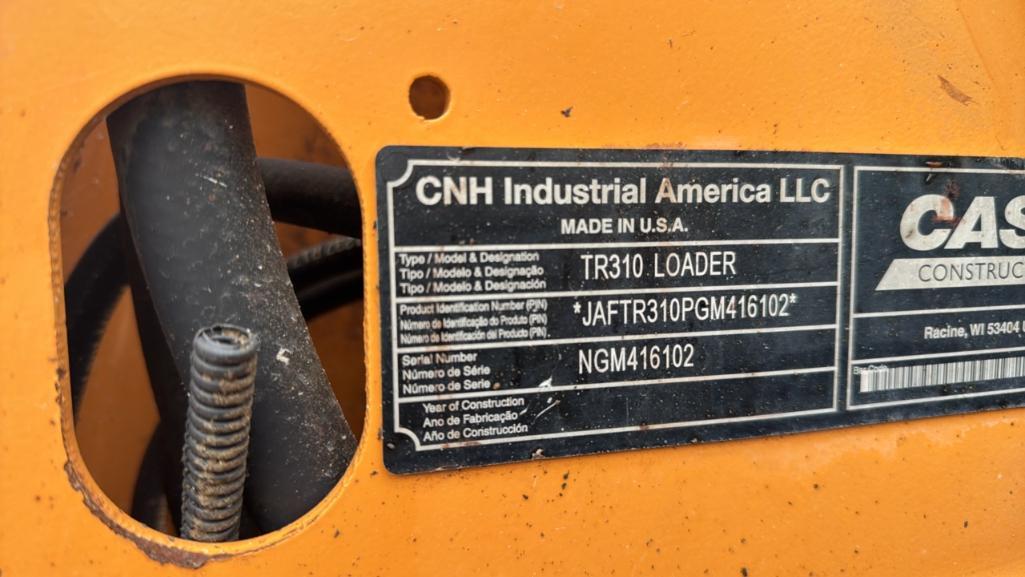 CNH Industrial America LLC
MADE IN U.S.A.
Type / Model & Designation
Tipo / Modelo & Designação
Tipo / Modelo & Designación
TR310 LOADER
Product Identification Number (PIN)
Número de Identificação do Produto (PIN)
Número de Identificación del Producto (PIN)
*JAFTR310PGM416102*
Serial Number
Número de Série
Número de Serie
NGM416102
Year of Construction
Ano de Fabricação
Año de Construcción
CAS
CONSTRUC
Racine, WI 53404